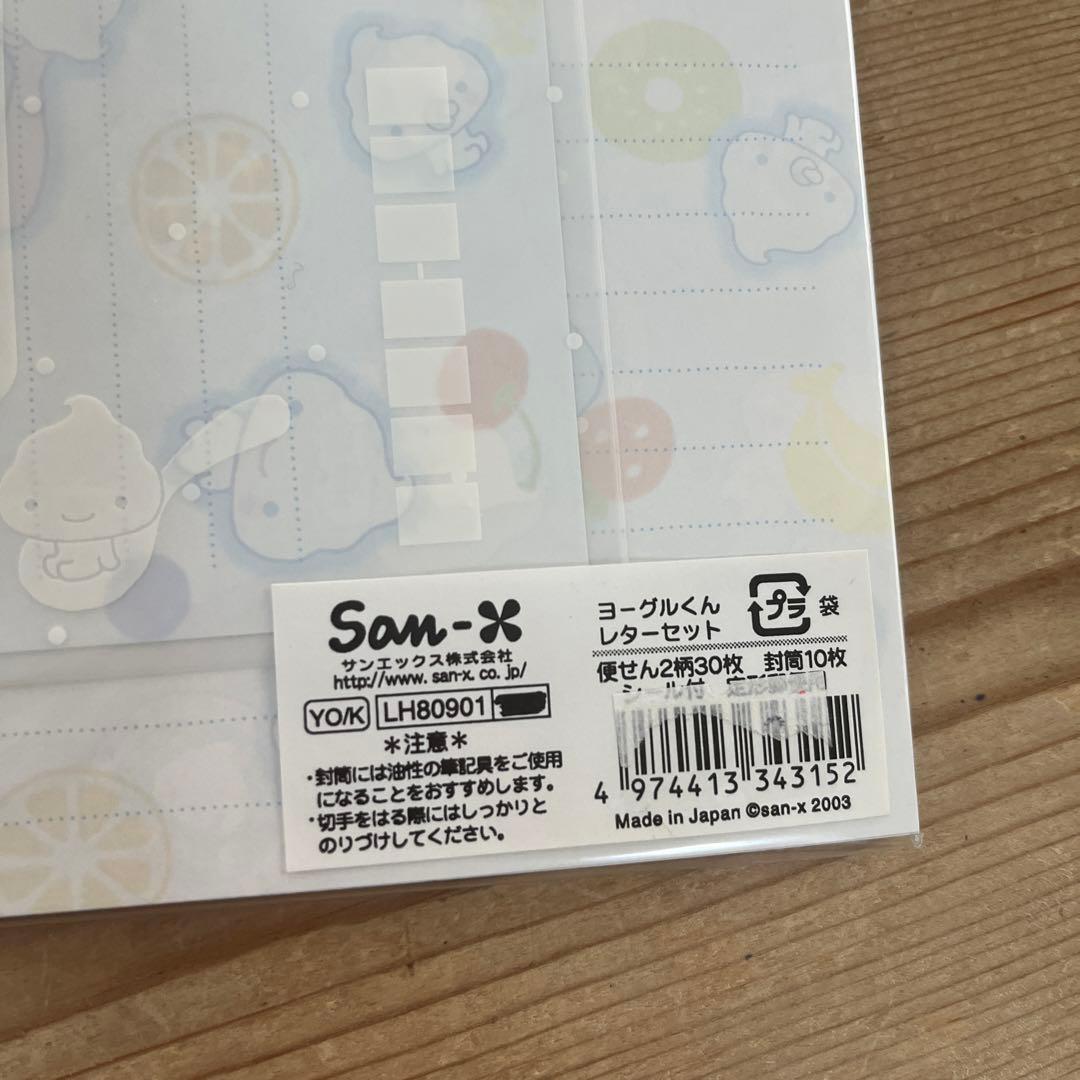 San-X
サンエックス株式会社
http://www.san-x.co.jp/
YO/K LH80901
＊注意＊
・封筒には油性の筆記具をご使用
になることをおすすめします。
・切手をはる際にはしっかりと
のりづけしてください。
ヨーグルくん
レターセット
プラ 袋
便せん2柄30枚 封筒10枚
シール付
4 974413 343152
Made in Japan ©san-x 2003